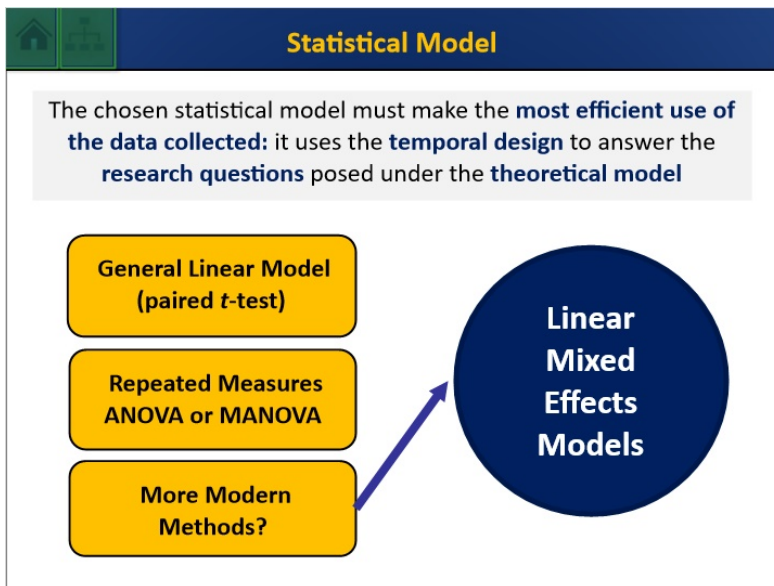 Statistical Model
The chosen statistical model must make the most efficient use of
the data collected: it uses the temporal design to answer the
research questions posed under the theoretical model
General Linear Model
(paired t-test)
Repeated Measures
ANOVA or MANOVA
More Modern
Methods?
Linear
Mixed
Effects
Models